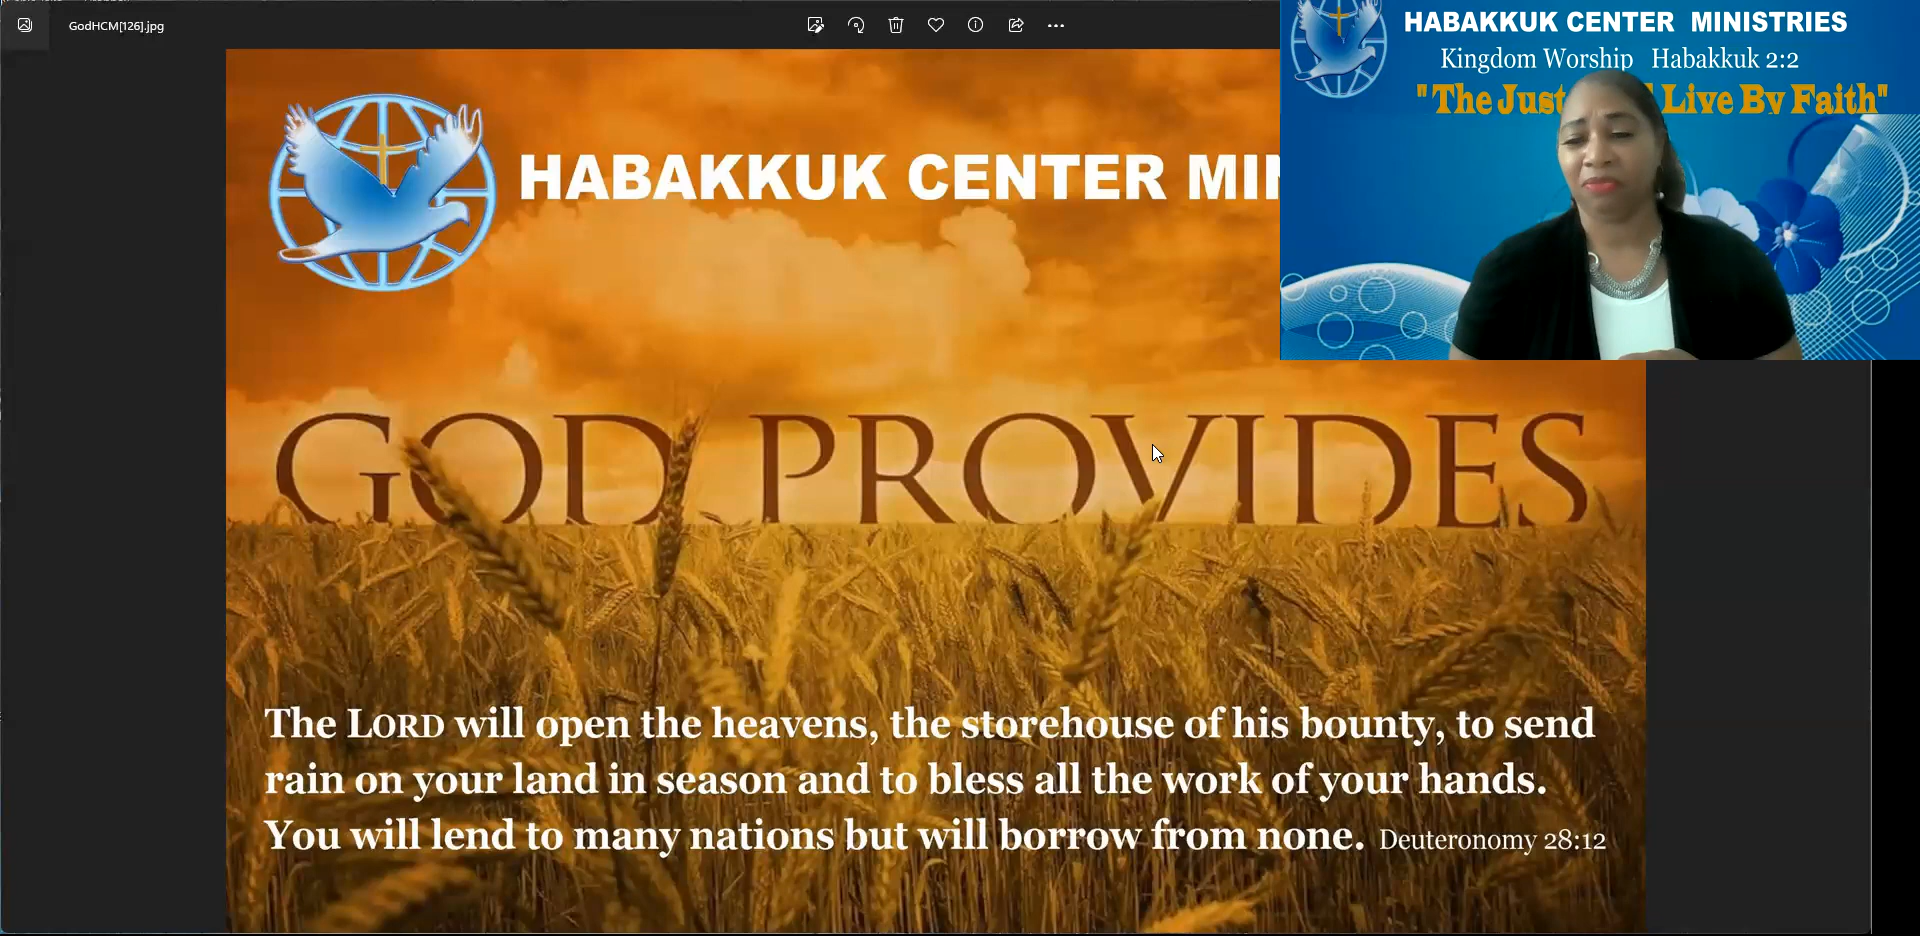 GodHCM[126].jpg
HABAKKUK CENTER MINISTRIES
Kingdom Worship Habakkuk 2:2
"The Just Live By Faith"
HABAKKUK CENTER
GOD PROVIDES
The LORD will open the heavens, the storehouse of his bounty, to send
rain on your land in season and to bless all the work of your hands.
You will lend to many nations but will borrow from none. Deuteronomy 28:12